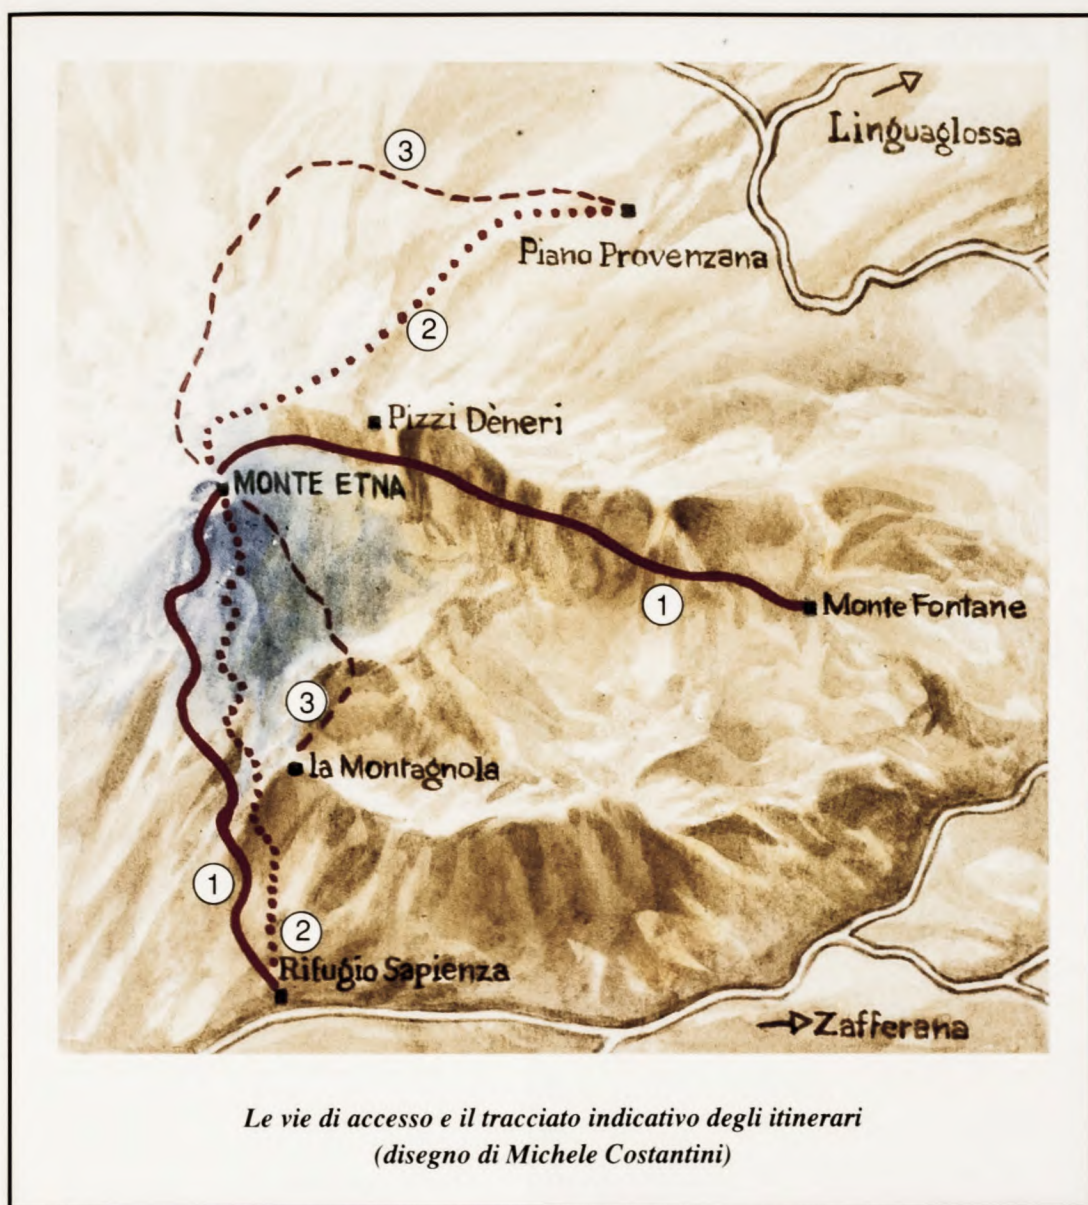 Linguaglossa
3
Piano Provenzana
2
Pizzi Dèneri
MONTE ETNA
1
Monte Fontane
3
la Montagnola
1
2
Rifugio Sapienza
Zafferana
Le vie di accesso e il tracciato indicativo degli itinerari
(disegno di Michele Costantini)